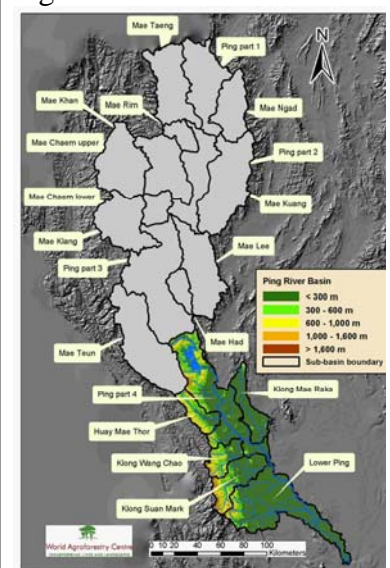 Mae Taeng
Ping part 1
N
Mae Khan
Mae Rim
Mae Ngad
Mae Chaem upper
Ping part 2
Mae Chaem lower
Mae Kuang
Mae Klang
Mae Lee
Ping part 3
Ping River Basin
< 300 m
300 - 600 m
600 - 1,000 m
1,000 - 1,600 m
> 1,600 m
Sub-basin boundary
Mae Teun
Mae Had
Ping part 4
Klong Mae Raka
Huay Mae Thor
Klong Wang Chao
Lower Ping
Klong Suan Mark
World Agroforestry Centre
0 10 20 40 60 80 100
Kilometers